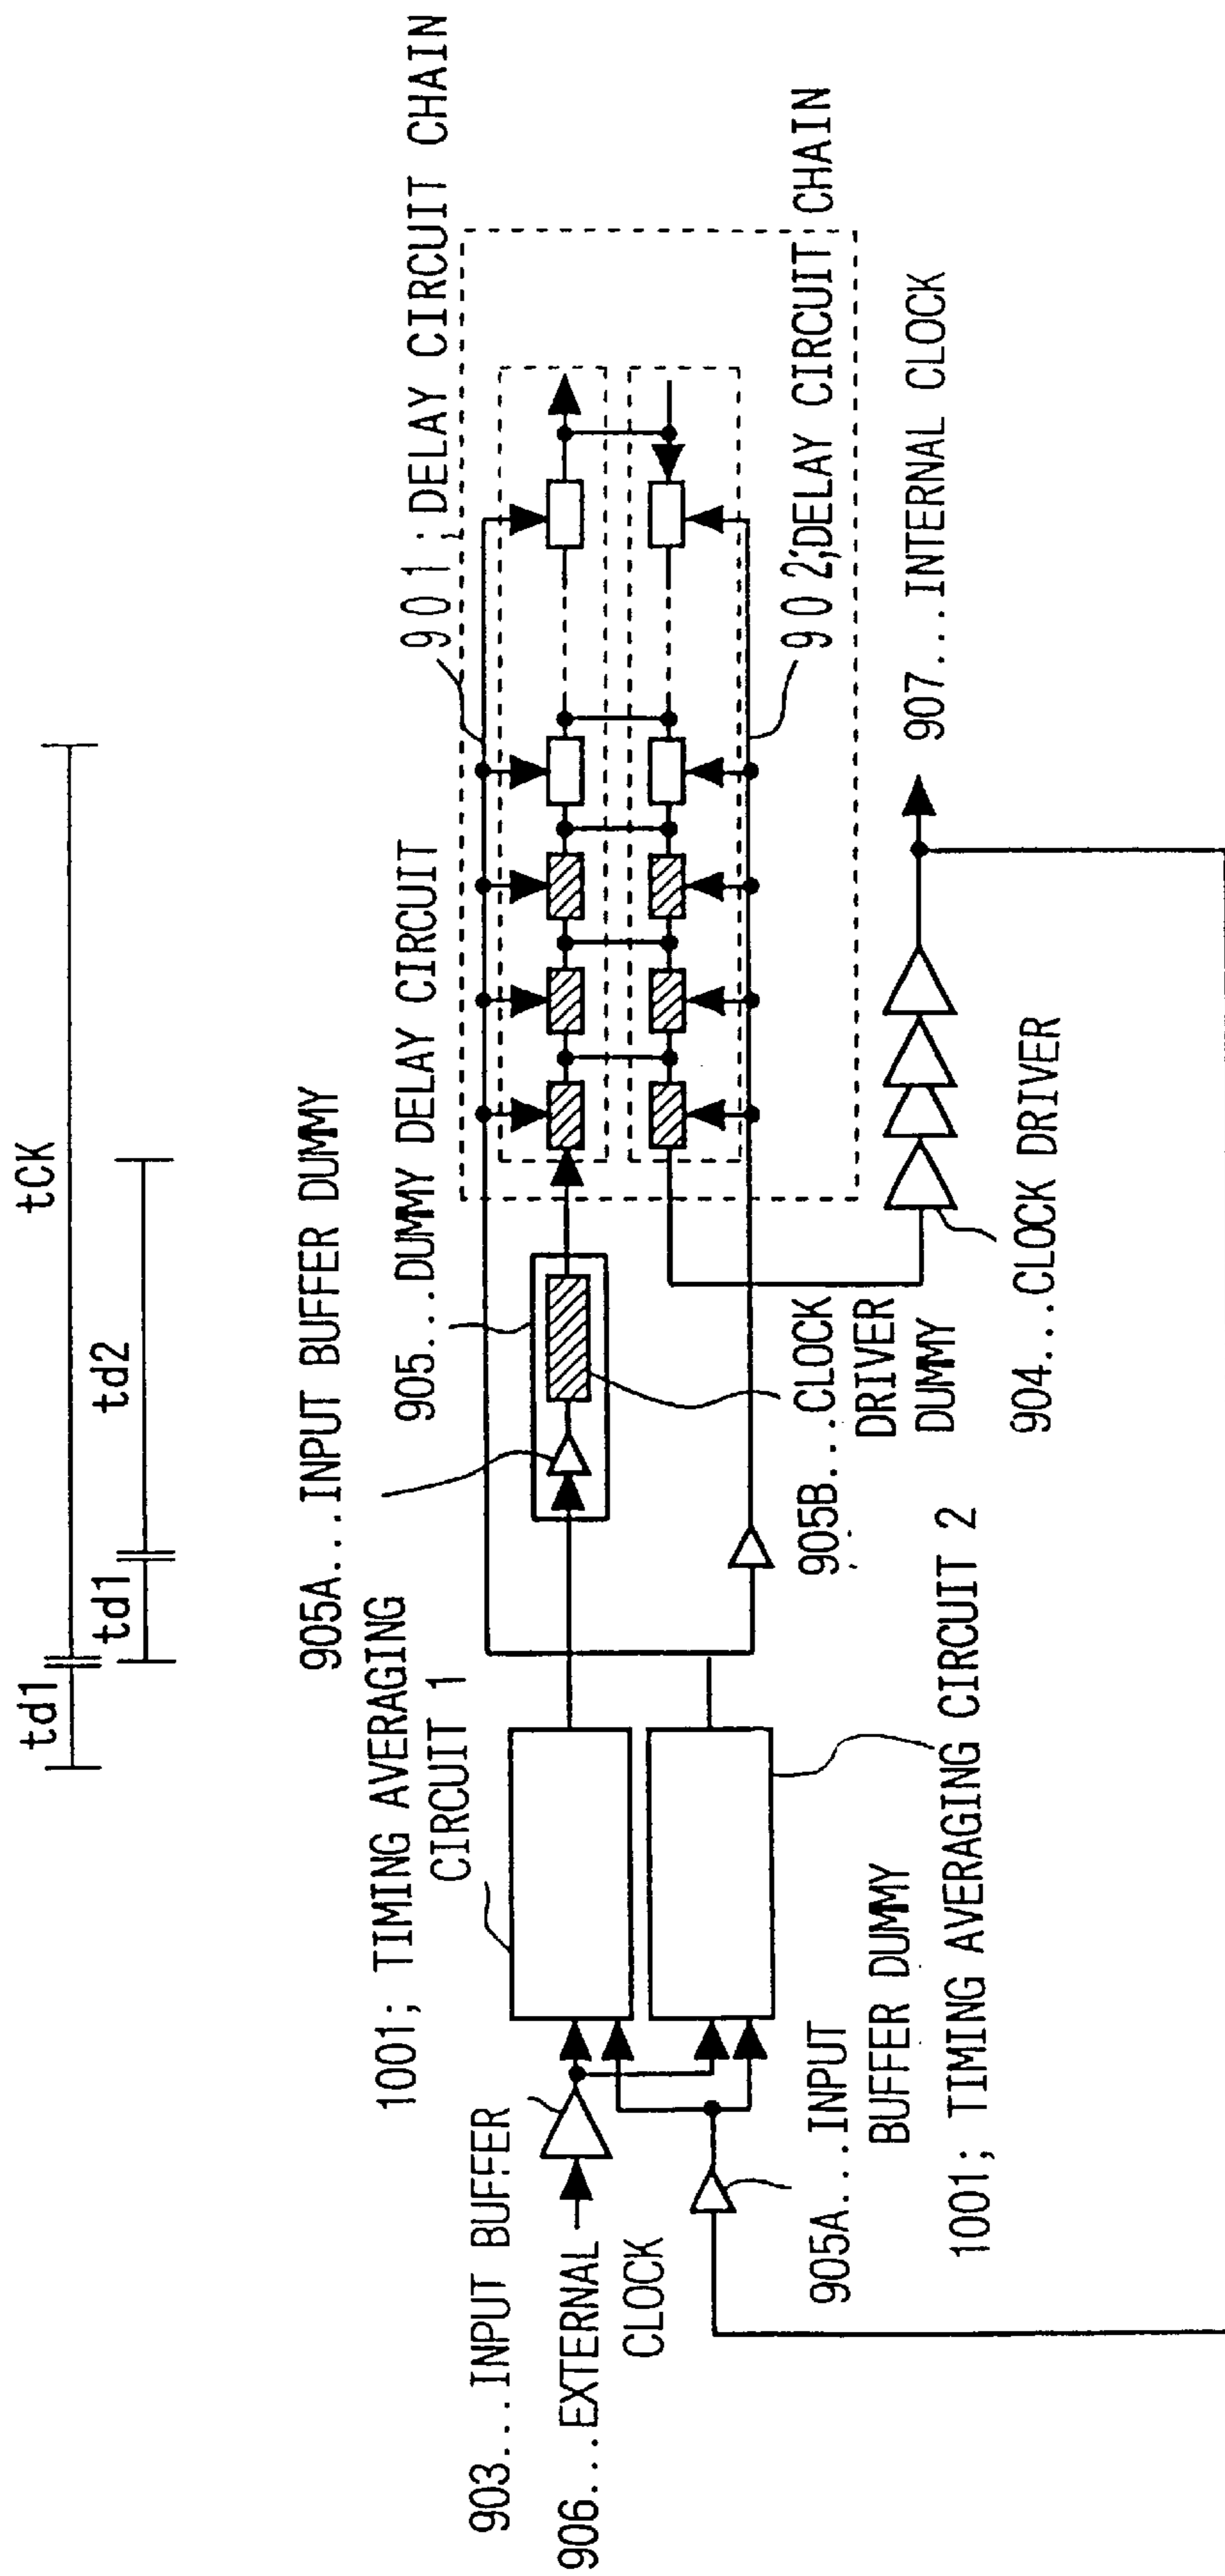 td1
tCK
td1
td2
905A...INPUT BUFFER DUMMY
905...DUMMY DELAY CIRCUIT
901;DELAY CIRCUIT CHAIN
1001; TIMING AVERAGING
CIRCUIT 1
903...INPUT BUFFER
906...EXTERNAL
CLOCK
905A...INPUT
BUFFER DUMMY
1001; TIMING AVERAGING CIRCUIT 2
905B...CLOCK
DRIVER
DUMMY
902;DELAY CIRCUIT CHAIN
904...CLOCK DRIVER
907...INTERNAL CLOCK